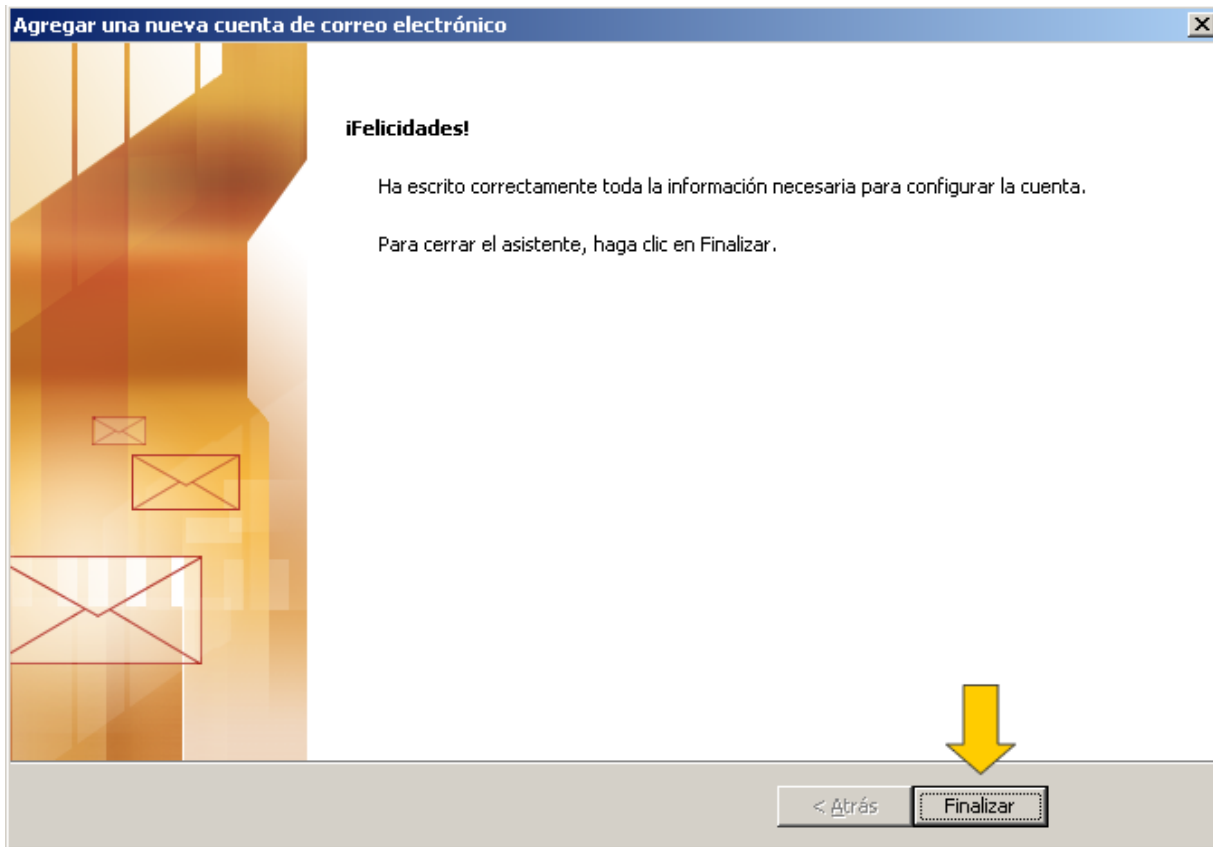 Agregar una nueva cuenta de correo electrónico
¡Felicidades!
Ha escrito correctamente toda la información necesaria para configurar la cuenta.
Para cerrar el asistente, haga clic en Finalizar.
< Atrás
Finalizar